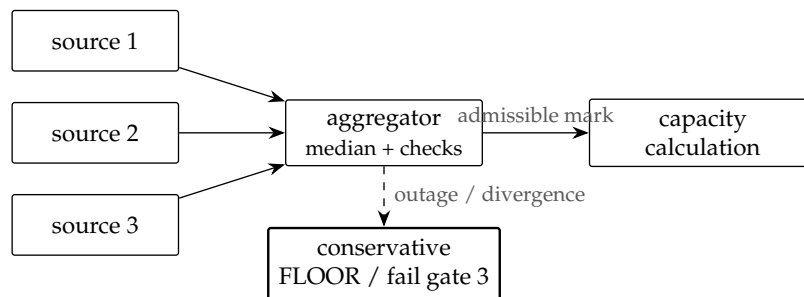 source 1
source 2
source 3
aggregator
median + checks
admissible mark
capacity
calculation
outage / divergence
conservative
FLOOR / fail gate 3